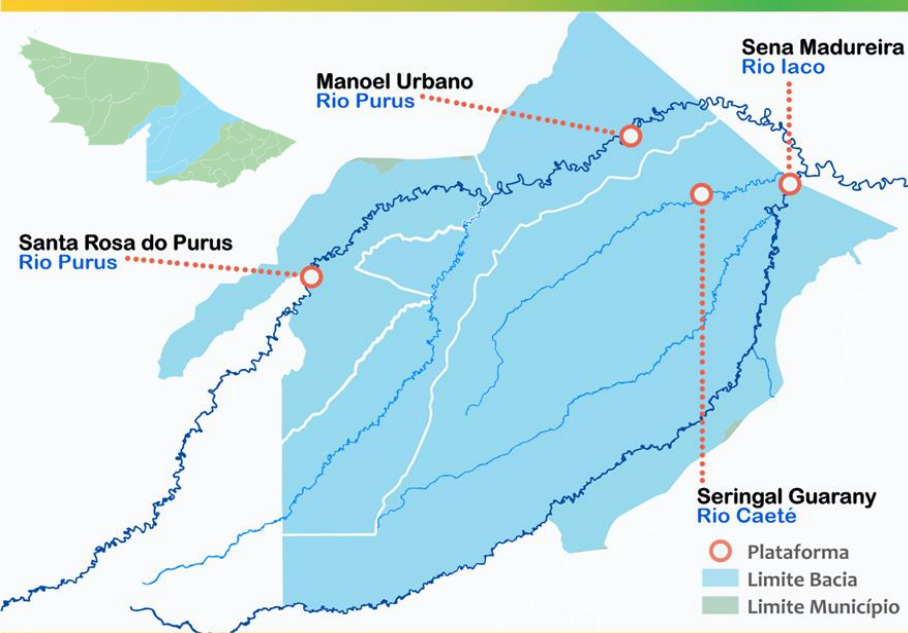 Sena Madureira
Rio Iaco
Manoel Urbano
Rio Purus
Santa Rosa do Purus
Rio Purus
Seringal Guarany
Rio Caeté
Plataforma
Limite Bacia
Limite Município